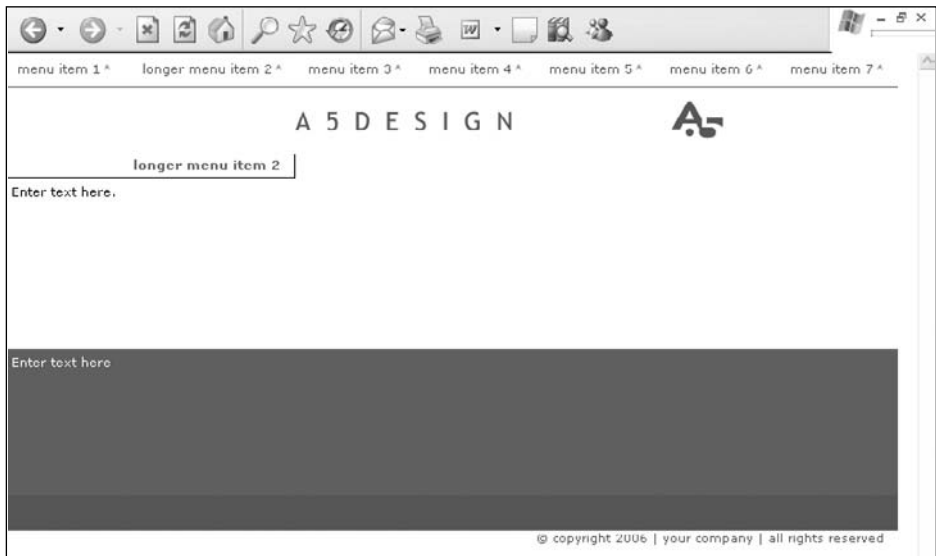 menu item 1 ^ longer menu item 2 ^ menu item 3 ^ menu item 4 ^ menu item 5 ^ menu item 6 ^ menu item 7 ^
A5DESIGN A5
longer menu item 2
Enter text here.
Enter text here
© copyright 2006 | your company | all rights reserved